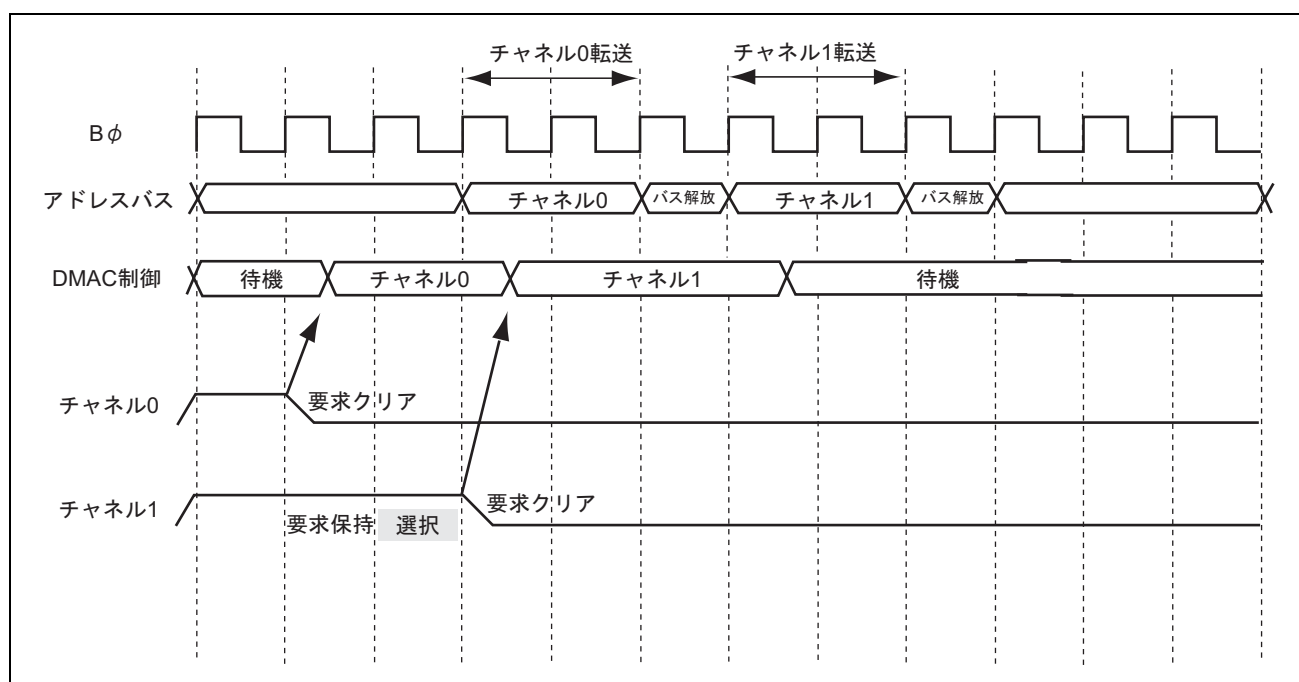 チャネル0転送 チャネル1転送
Bφ
アドレスバス チャネル0 バス解放 チャネル1 バス解放
DMAC制御 待機 チャネル0 チャネル1 待機
チャネル0 要求クリア
チャネル1 要求クリア
要求保持 選択